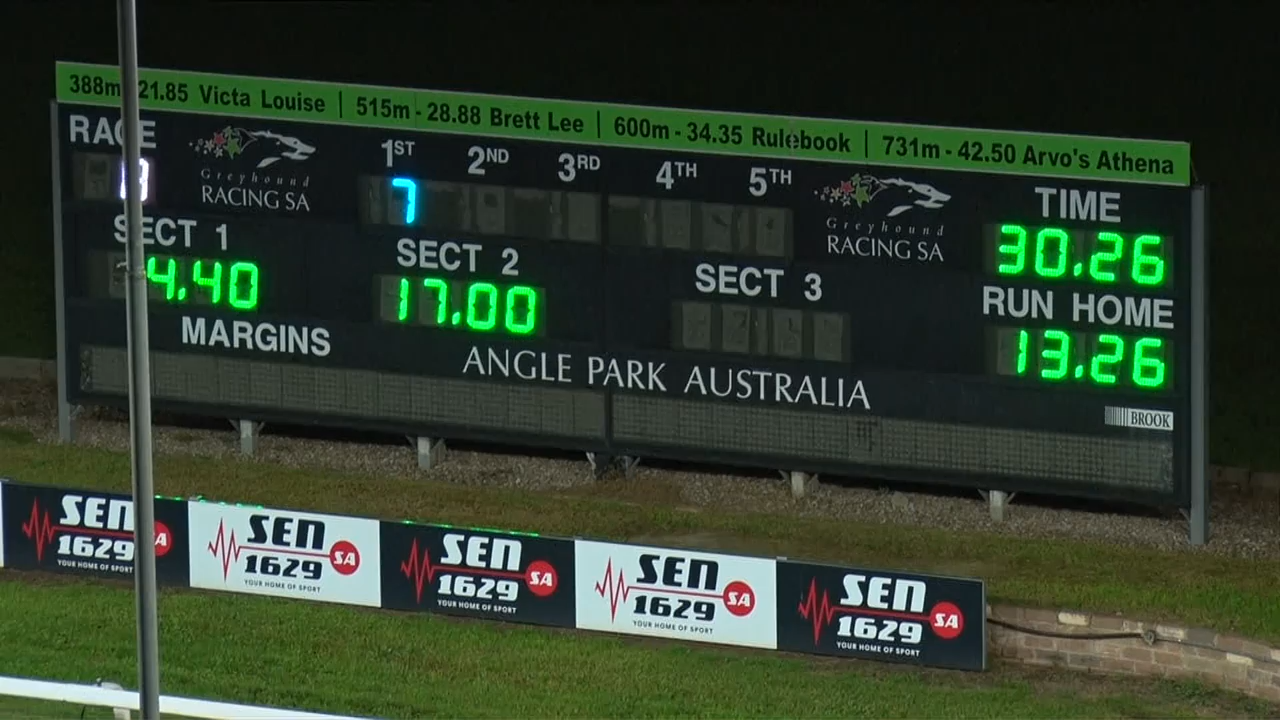 388m 21.85 Victa Louise | 515m - 28.88 Brett Lee | 600m - 34.35 Rulebook | 731m - 42.50 Arvo's Athena
RACE
Greyhound
RACING SA
1ST 2ND 3RD 4TH 5TH
7
Greyhound
RACING SA
TIME
30.26
SECT 1
4.40
SECT 2
17.00
SECT 3
RUN HOME
13.26
MARGINS
ANGLE PARK AUSTRALIA
BROOK
SEN
1629 SA
SEN
1629 SA
YOUR HOME OF SPORT
SEN
1629 SA
YOUR HOME OF SPORT
SEN
1629 SA
YOUR HOME OF SPORT
SEN
1629 SA
YOUR HOME OF SPORT